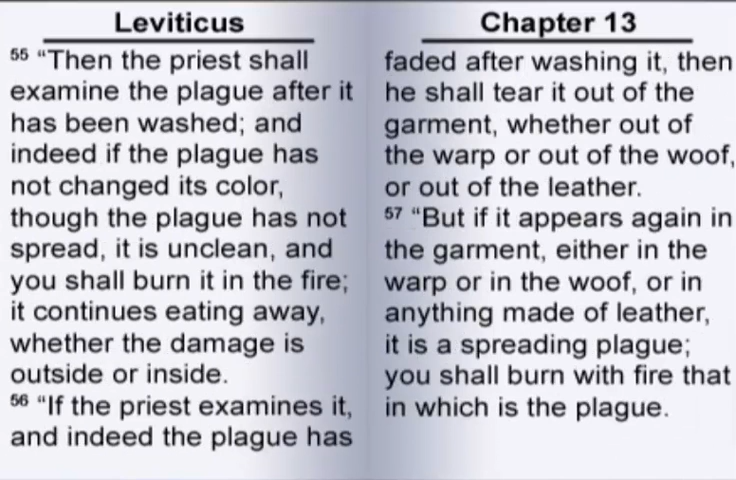 Leviticus
55 “Then the priest shall
examine the plague after it
has been washed; and
indeed if the plague has
not changed its color,
though the plague has not
spread, it is unclean, and
you shall burn it in the fire;
it continues eating away,
whether the damage is
outside or inside.
56 “If the priest examines it,
and indeed the plague has
Chapter 13
faded after washing it, then
he shall tear it out of the
garment, whether out of
the warp or out of the woof,
or out of the leather.
57 “But if it appears again in
the garment, either in the
warp or in the woof, or in
anything made of leather,
it is a spreading plague;
you shall burn with fire that
in which is the plague.